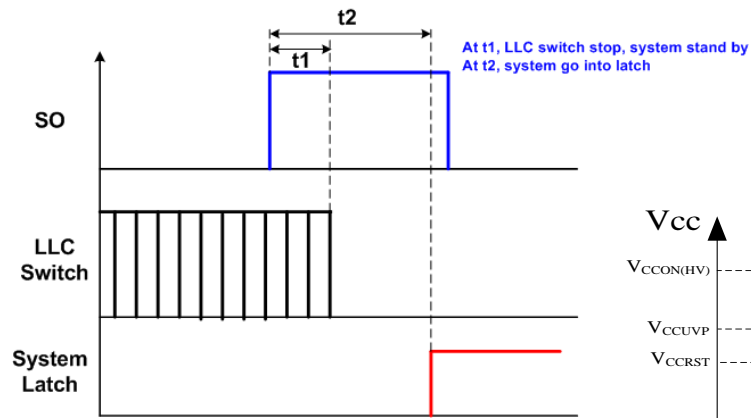 t2
t1
At t1, LLC switch stop, system stand by
At t2, system go into latch
SO
LLC
Switch
System
Latch
Vcc
VCCON(HV)
VCCUVP
VCCRST